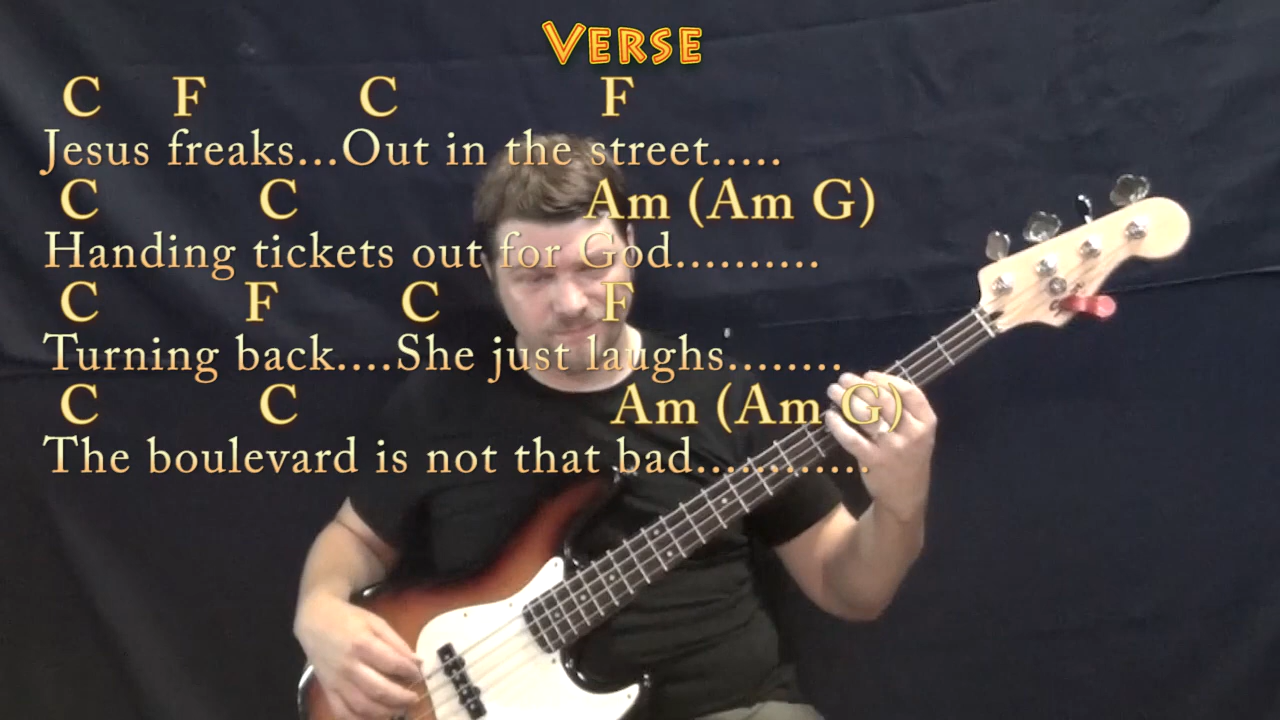 VERSE
C F C F
Jesus freaks...Out in the street.....
C C Am (Am G)
Handing tickets out for God..........
C F C F
Turning back....She just laughs........
C C Am (Am G)
The boulevard is not that bad............